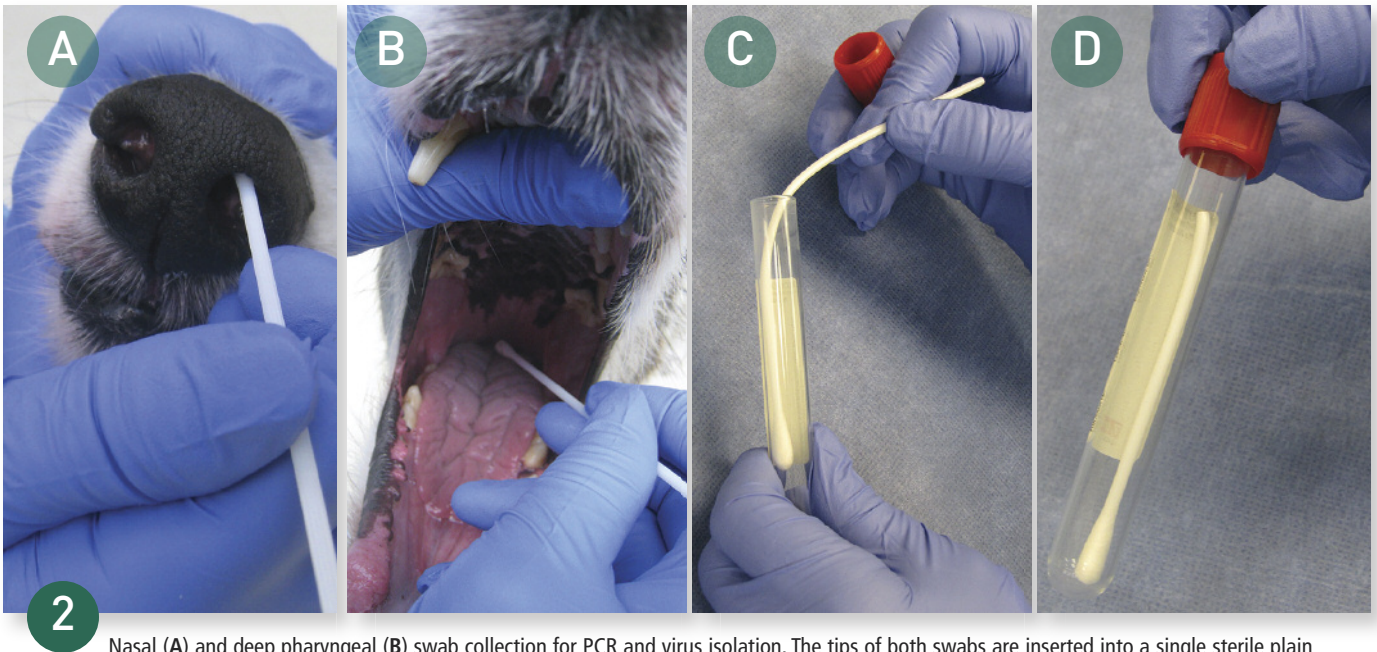 A
B
C
D
2
Nasal (A) and deep pharyngeal (B) swab collection for PCR and virus isolation. The tips of both swabs are inserted into a single sterile plain